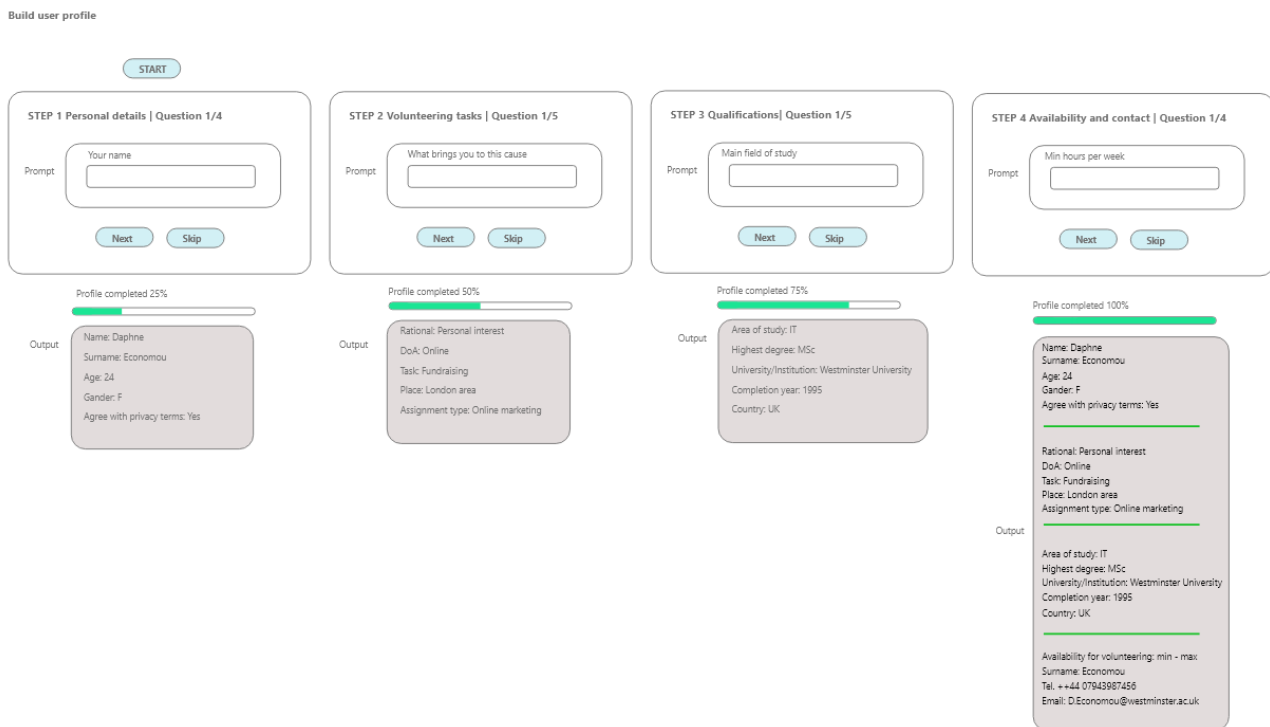 Build user profile
START
STEP 1 Personal details | Question 1/4
Prompt
Your name
Next
Skip
Profile completed 25%
Output
Name: Daphne
Surname: Economou
Age: 24
Gander: F
Agree with privacy terms: Yes
STEP 2 Volunteering tasks | Question 1/5
Prompt
What brings you to this cause
Next
Skip
Profile completed 50%
Output
Rational: Personal interest
DoA: Online
Task: Fundraising
Place: London area
Assignment type: Online marketing
STEP 3 Qualifications| Question 1/5
Prompt
Main field of study
Next
Skip
Profile completed 75%
Output
Area of study: IT
Highest degree: MSc
University/Institution: Westminster University
Completion year: 1995
Country: UK
STEP 4 Availability and contact | Question 1/4
Prompt
Min hours per week
Next
Skip
Profile completed 100%
Output
Name: Daphne
Surname: Economou
Age: 24
Gander: F
Agree with privacy terms: Yes
Rational: Personal interest
DoA: Online
Task: Fundraising
Place: London area
Assignment type: Online marketing
Area of study: IT
Highest degree: MSc
University/Institution: Westminster University
Completion year: 1995
Country: UK
Availability for volunteering: min - max
Surname: Economou
Tel. ++44 07943987456
Email: D.Economou@westminster.ac.uk